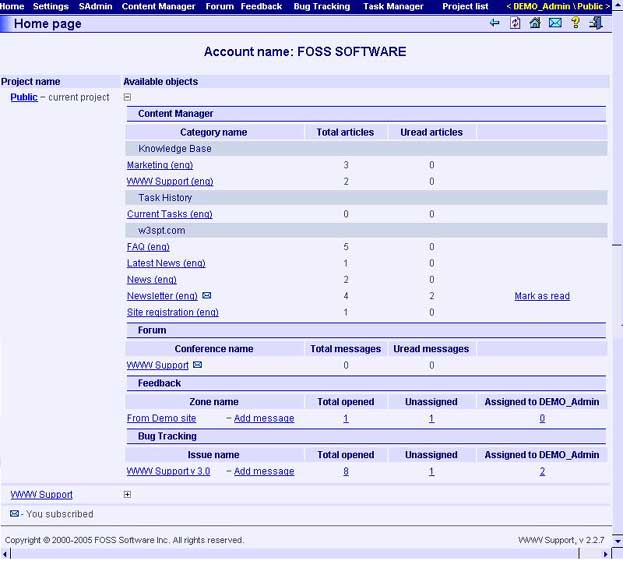 Home Settings SAdmin Content Manager Forum Feedback Bug Tracking Task Manager Project list < DEMO_Admin \ Public >
Home page
Account name: FOSS SOFTWARE
Project name Available objects
Public – current project
Content Manager
Category name Total articles Uread articles
Knowledge Base
Marketing (eng) 3 0
WWW Support (eng) 2 0
Task History
Current Tasks (eng) 0 0
w3spt.com
FAQ (eng) 5 0
Latest News (eng) 1 0
News (eng) 2 0
Newsletter (eng) 4 2 Mark as read
Site registration (eng) 1 0
Forum
Conference name Total messages Uread messages
WWW Support 0 0
Feedback
Zone name Total opened Unassigned Assigned to DEMO_Admin
From Demo site – Add message 1 1 0
Bug Tracking
Issue name Total opened Unassigned Assigned to DEMO_Admin
WWW Support v 3.0 – Add message 8 1 2
WWW Support
- You subscribed
Copyright © 2000-2005 FOSS Software Inc. All rights reserved. WWW Support, v 2.2.7